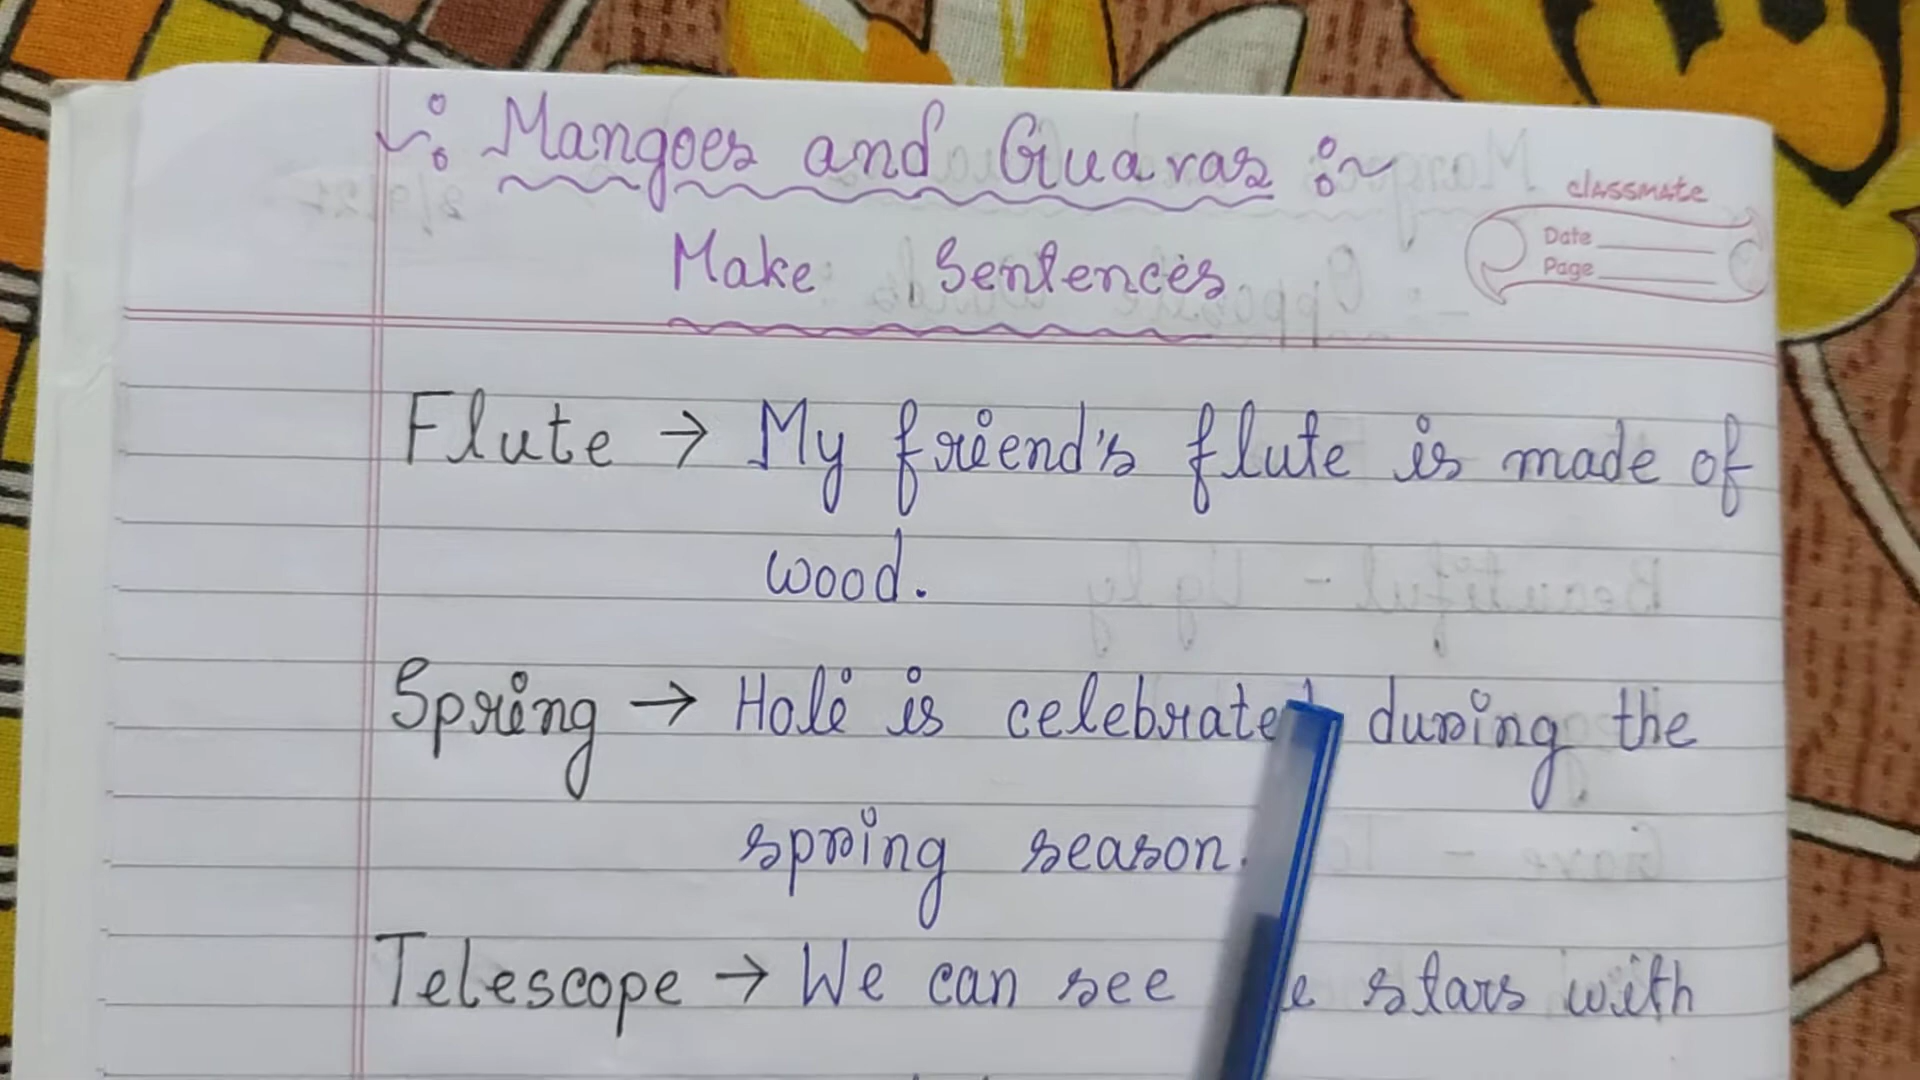 Mangoes and Guavas
Make Sentences
classmate
Date
Page
Flute → My friend's flute is made of
wood.
Spring → Holi is celebrated during the
spring season.
Telescope → We can see stars with